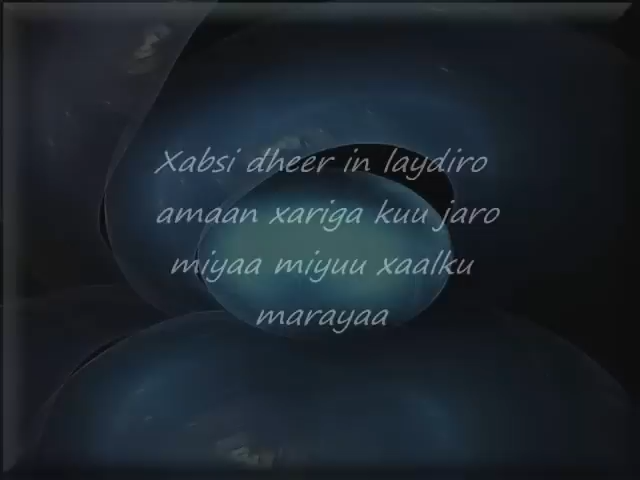 Xabsi dheer in laydiro
amaan xariga kuu jaro
miyaa miyuu xaalku
marayaa